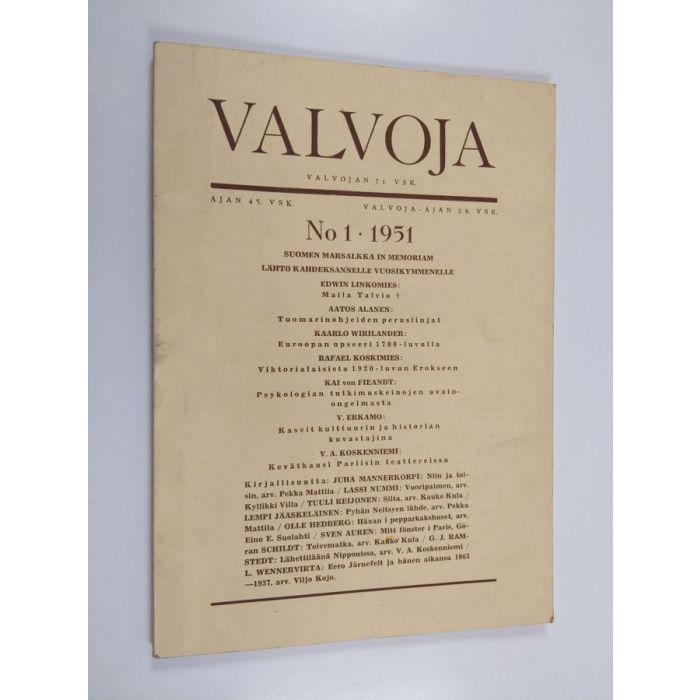 VALVOJA
VALVOJAN 71. VSK.
AJAN 45. VSK. VALVOJA-AJAN 29. VSK.
No 1 · 1951
SUOMEN MARSALKKA IN MEMORIAM
LÄHTÖ KAHDEKSANNELLE VUOSIKYMMENELLE
EDWIN LINKOMIES:
Maila Talvio †
AATOS ALANEN:
Tuomarinohjeiden peruslinjat
KAARLO WIRILANDER:
Euroopan upseeri 1700-luvulla
RAFAEL KOSKIMIES:
Viktorialaisista 1920-luvun Erokseen
KAI von FIEANDT:
Psykologian tutkimuskeinojen avain-
ongelmasta
V. ERKAMO:
Kasvit kulttuurin ja historian
kuvastajina
V. A. KOSKENNIEMI:
Kevätkausi Pariisin teattereissa
Kirjallisuutta: JUHA MANNERKORPI: Niin ja toi-
sin, arv. Pekka Mattila / LASSI NUMMI: Vuoripaimen, arv.
Kyllikki Villa / TUULI REIJONEN: Silta, arv. Kauko Kula /
LEMPI JÄÄSKELÄINEN: Pyhän Neitsyen lähde, arv. Pekka
Mattila / OLLE HEDBERG: Häxan i pepparkakshuset, arv.
Eino E. Suolahti / SVEN AUREN: Mitt fönster i Paris, Gö-
ran SCHILDT: Toivematka, arv. Kauko Kula / G. J. RAM-
STEDT: Lähettiläänä Nipponissa, arv. V. A. Koskenniemi /
L. WENNERVIRTA: Eero Järnefelt ja hänen aikansa 1863
—1937, arv. Viljo Kojo.